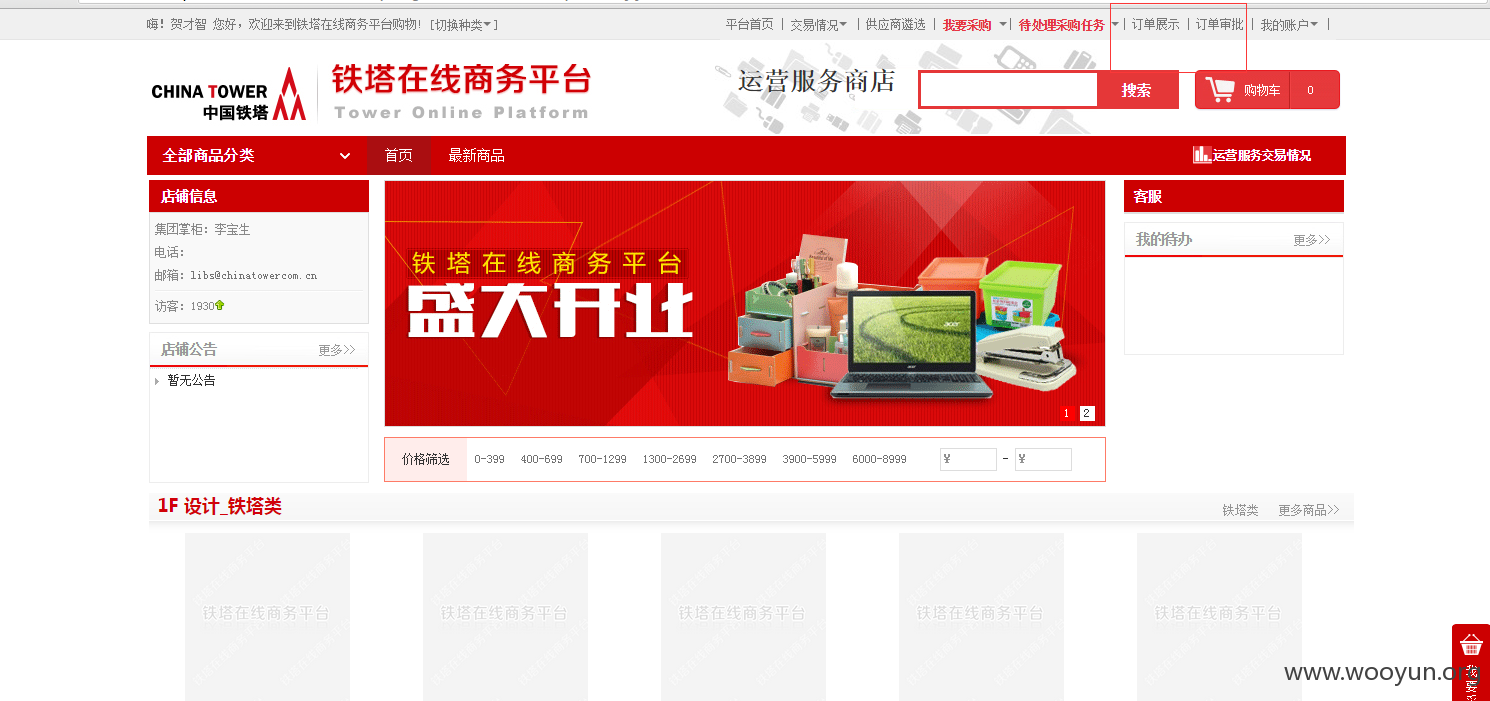 嗨! 贺才智 您好，欢迎来到铁塔在线商务平台购物! [切换种类]
平台首页 | 交易情况 | 供应商遴选 | 我要采购 | 待处理采购任务 | 订单展示 | 订单审批 | 我的账户 |
CHINA TOWER
中国铁塔
铁塔在线商务平台
Tower Online Platform
运营服务商店
搜索
购物车 0
全部商品分类 首页 最新商品 运营服务交易情况
店铺信息
集团掌柜：李宝生
电话：
邮箱：libs@chinatowercom.cn
访客：1930
店铺公告 更多>>
暂无公告
铁塔在线商务平台
盛大开业
acer
1 2
价格筛选 0-399 400-699 700-1299 1300-2699 2700-3899 3900-5999 6000-8999 ¥ - ¥
客服
我的待办 更多>>
1F 设计_铁塔类 铁塔类 更多商品>>
铁塔在线商务平台 铁塔在线商务平台 铁塔在线商务平台 铁塔在线商务平台 铁塔在线商务平台
www.wooyun.org